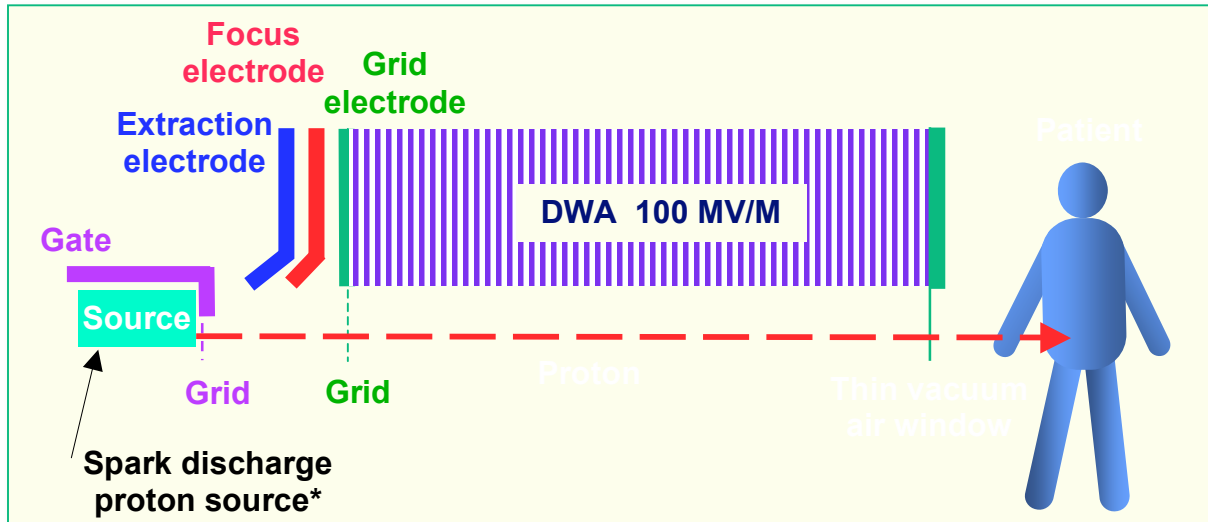 Focus
electrode
Grid
electrode
Extraction
electrode
Patient
DWA 100 MV/M
Gate
Source
Proton
Grid
Grid
Thin vacuum
air window
Spark discharge
proton source*